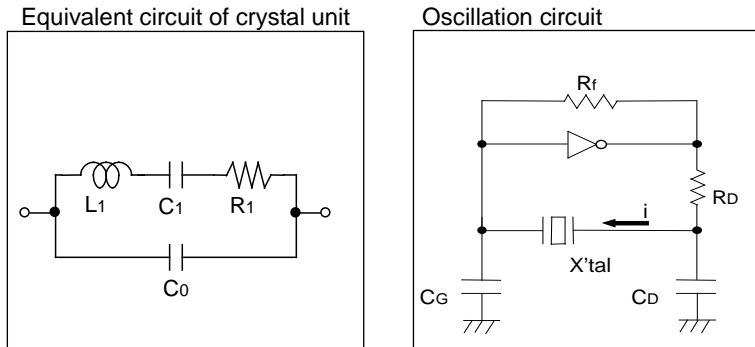 Equivalent circuit of crystal unit
L1
C1
R1
C0
Oscillation circuit
Rf
RD
i
X'tal
CG
CD